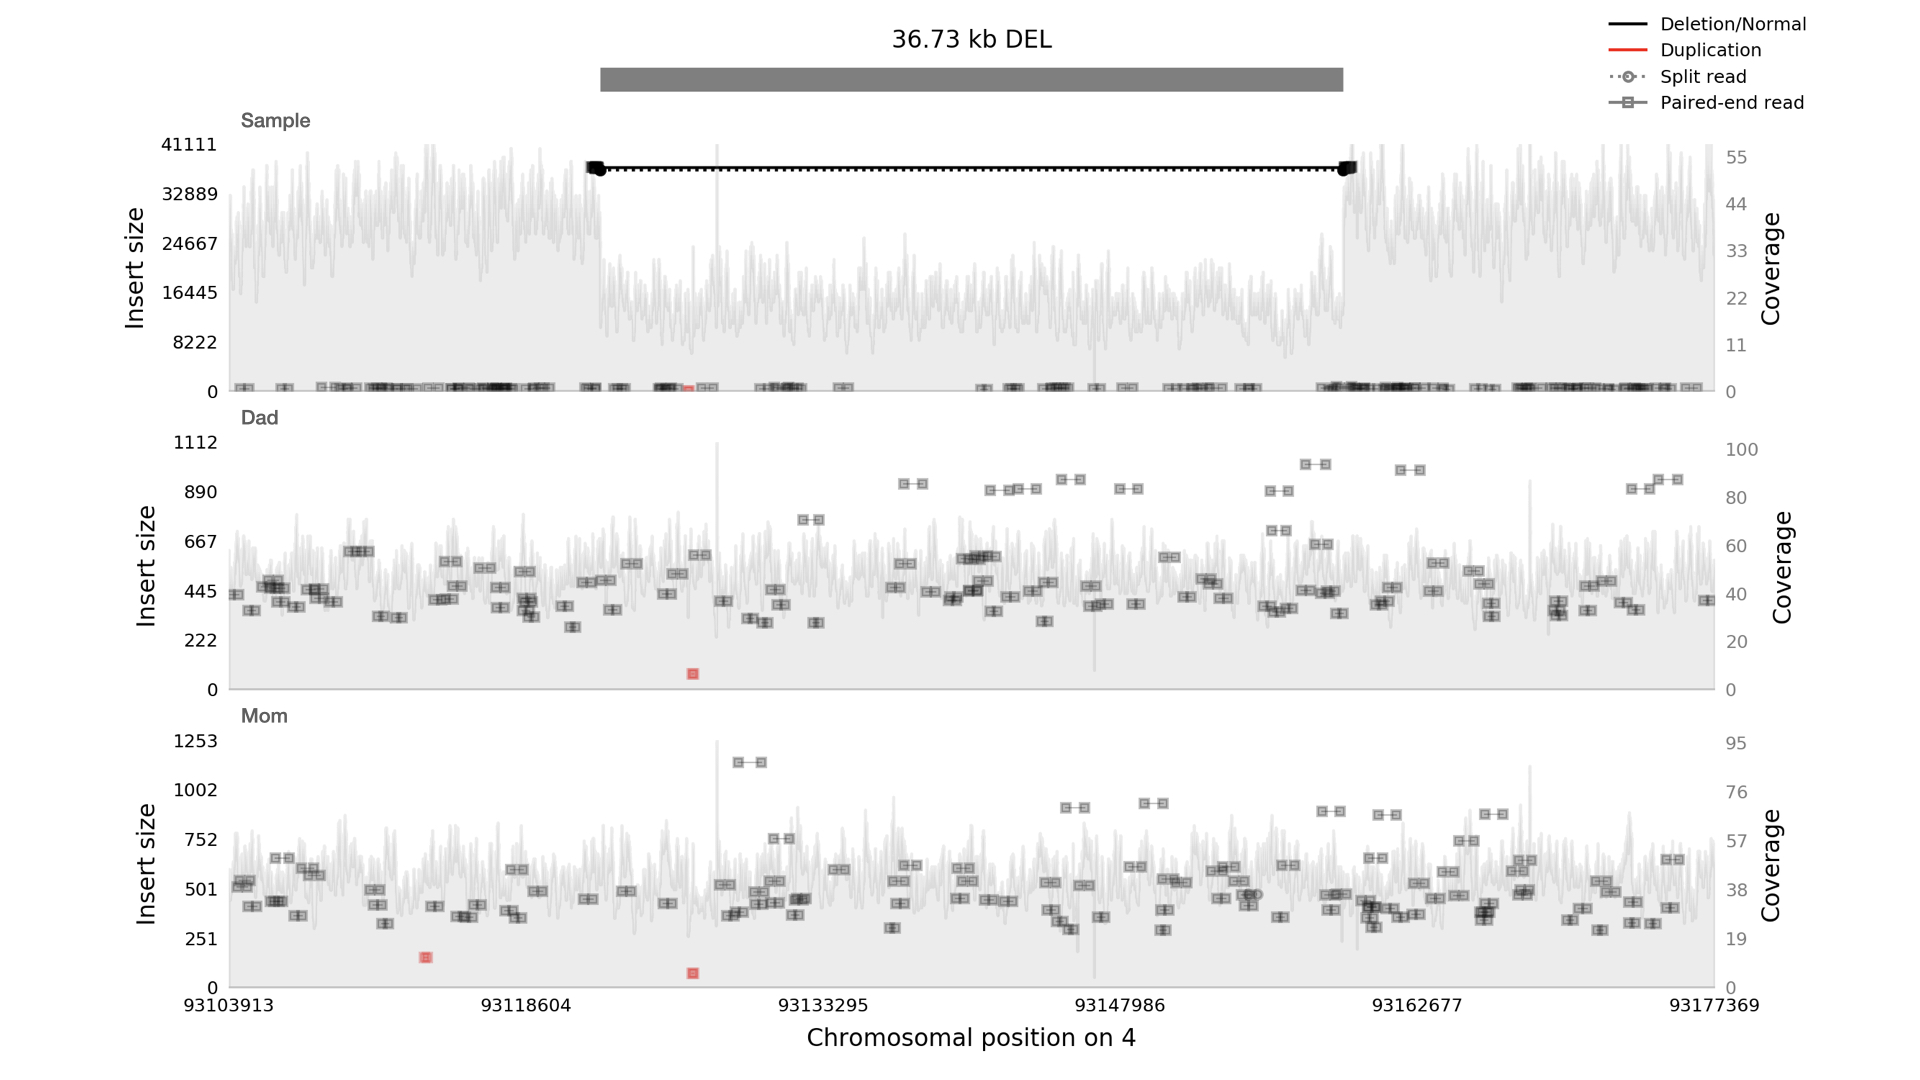 36.73 kb DEL
Deletion/Normal
Duplication
Split read
Paired-end read
Sample
41111
32889
24667
16445
8222
0
Insert size
55
44
33
22
11
0
Coverage
Dad
1112
890
667
445
222
0
Insert size
100
80
60
40
20
0
Coverage
Mom
1253
1002
752
501
251
0
Insert size
95
76
57
38
19
0
Coverage
93103913 93118604 93133295 93147986 93162677 93177369
Chromosomal position on 4